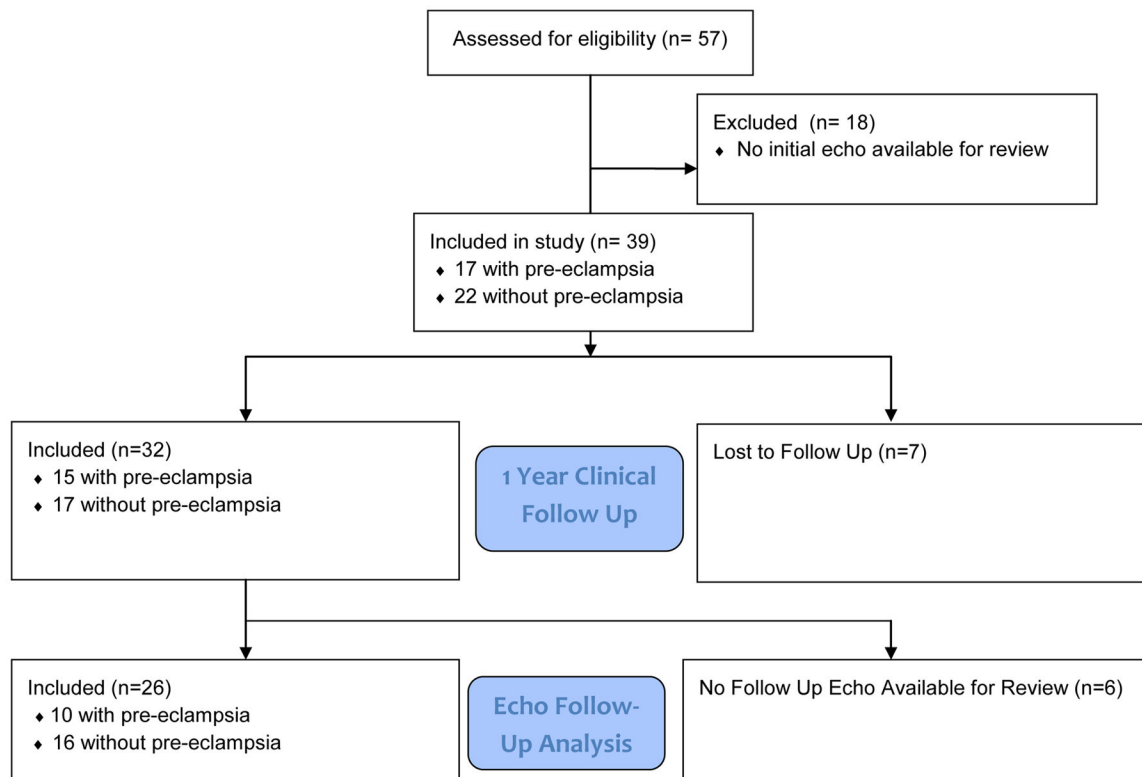 Assessed for eligibility (n= 57)
Excluded (n= 18)
♦ No initial echo available for review
Included in study (n= 39)
♦ 17 with pre-eclampsia
♦ 22 without pre-eclampsia
Included (n=32)
♦ 15 with pre-eclampsia
♦ 17 without pre-eclampsia
1 Year Clinical
Follow Up
Lost to Follow Up (n=7)
Included (n=26)
♦ 10 with pre-eclampsia
♦ 16 without pre-eclampsia
Echo Follow-
Up Analysis
No Follow Up Echo Available for Review (n=6)